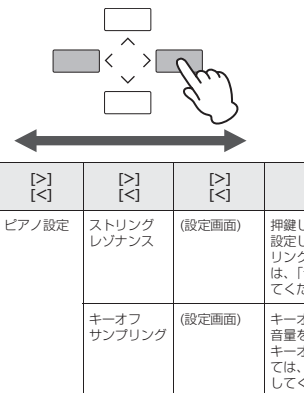 [>]
[<]
[>]
[<]
[>]
[<]
ピアノ設定
ストリング
レゾナンス
(設定画面)
押鍵し
設定し
リング
は、「
てくだ
キーオフ
サンプリング
(設定画面)
キーオ
音量を
キーオ
ては、
してく